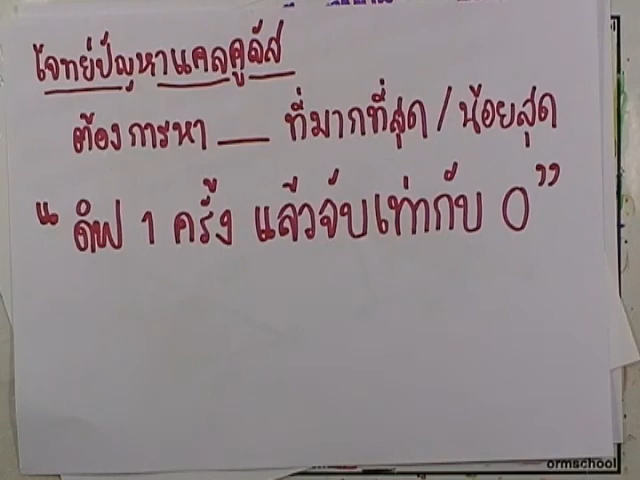 โจทย์ปัญหาแคลคูลัส
ต้องการหา __ ที่มากที่สุด / น้อยสุด
“ ดิฟ 1 ครั้ง แล้วจับเท่ากับ 0 ”
ormschool